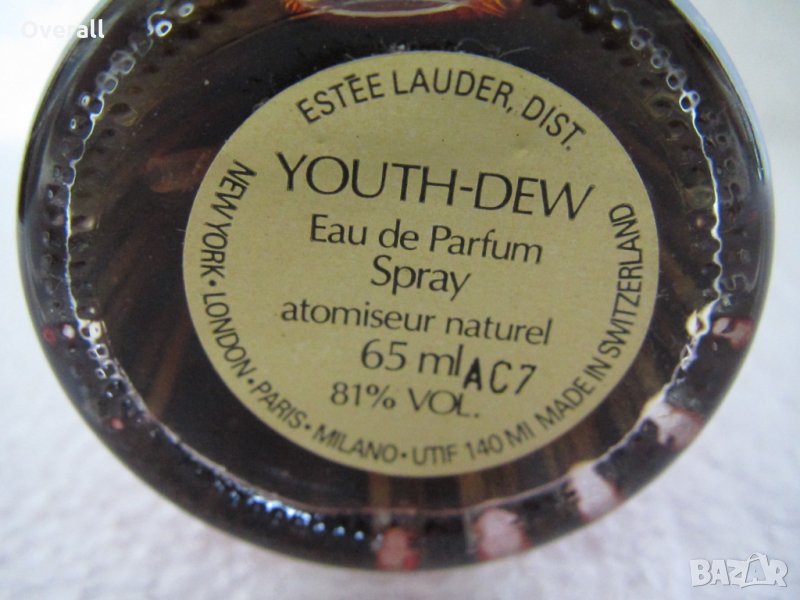 Overall
ESTĒE LAUDER, DIST.
YOUTH-DEW
Eau de Parfum
Spray
atomiseur naturel
65 ml AC7
81% VOL.
NEW YORK • LONDON • PARIS • MILANO • UTIF 140 MI MADE IN SWITZERLAND
BAZAR